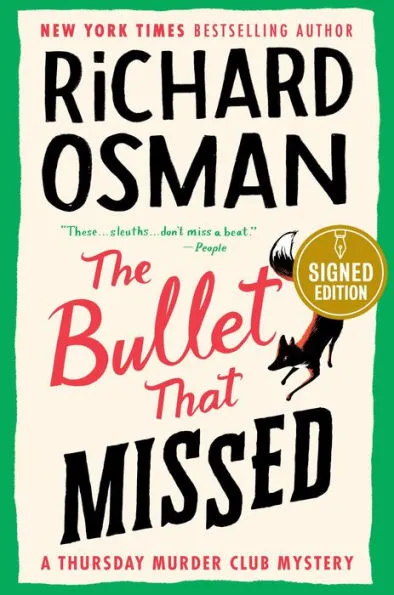 NEW YORK TIMES BESTSELLING AUTHOR
RiCHARD
OSMAN
"These...sleuths...don't miss a beat."
—People
SIGNED
EDITION
The
Bullet
That
MISSED
A THURSDAY MURDER CLUB MYSTERY